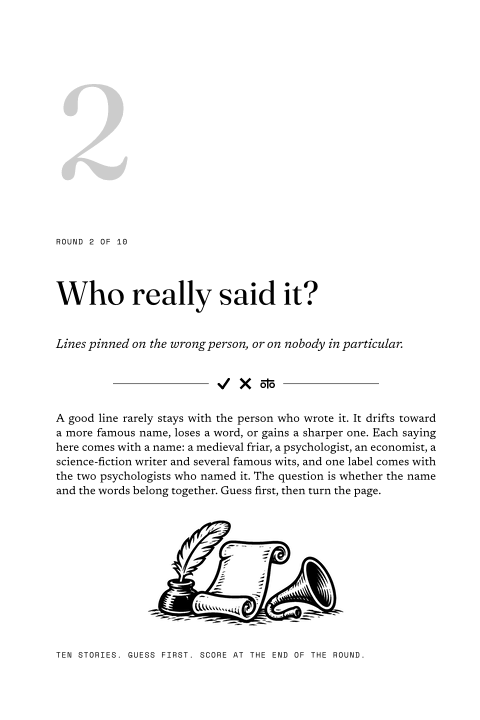 2
ROUND 2 OF 10
Who really said it?
Lines pinned on the wrong person, or on nobody in particular.
A good line rarely stays with the person who wrote it. It drifts toward
a more famous name, loses a word, or gains a sharper one. Each saying
here comes with a name: a medieval friar, a psychologist, an economist, a
science-fiction writer and several famous wits, and one label comes with
the two psychologists who named it. The question is whether the name
and the words belong together. Guess first, then turn the page.
TEN STORIES. GUESS FIRST. SCORE AT THE END OF THE ROUND.